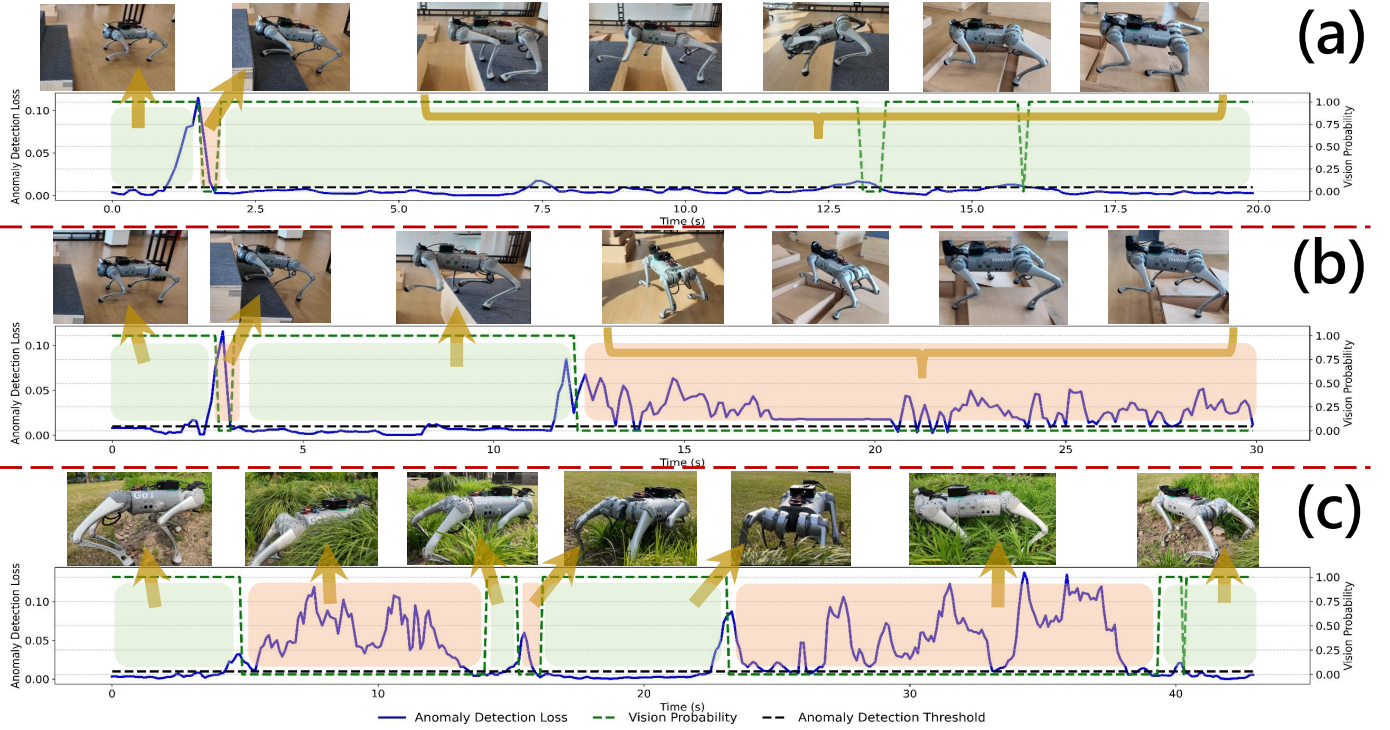 (a)
Anomaly Detection Loss
0.10
0.05
0.00
1.00
0.75
0.50
0.25
0.00
Vision Probability
0.0 2.5 5.0 7.5 10.0 12.5 15.0 17.5 20.0
Time (s)
(b)
Anomaly Detection Loss
0.10
0.05
0.00
1.00
0.75
0.50
0.25
0.00
Vision Probability
0 5 10 15 20 25 30
Time (s)
(c)
Go1
Anomaly Detection Loss
0.10
0.05
0.00
1.00
0.75
0.50
0.25
0.00
Vision Probability
0 10 20 30 40
Time (s)
Anomaly Detection Loss Vision Probability Anomaly Detection Threshold